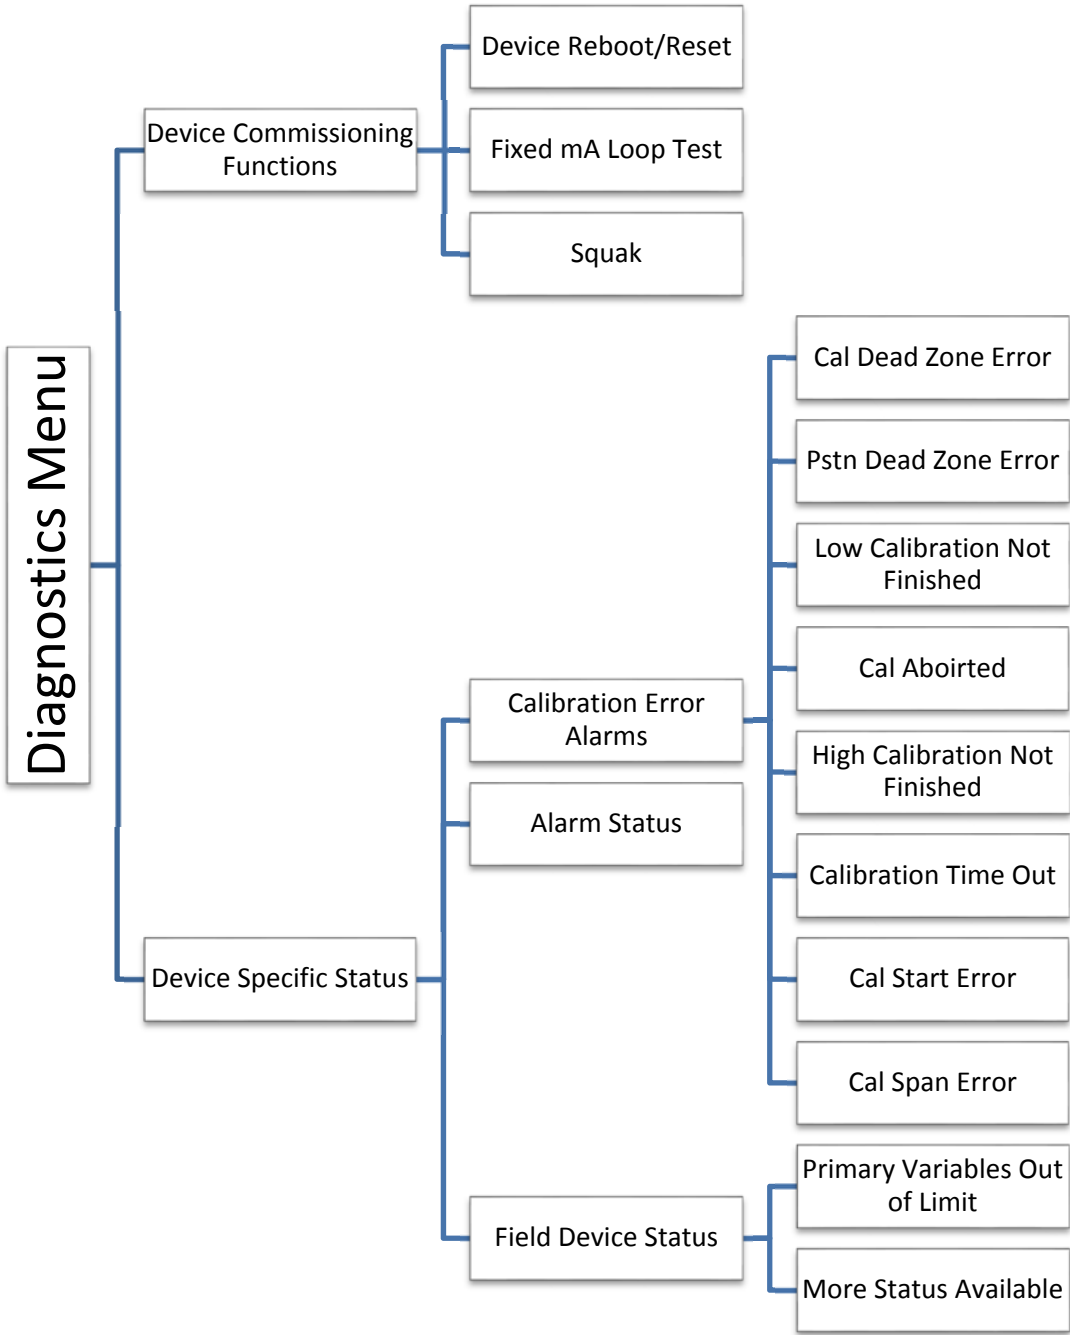 Diagnostics Menu
Device Commissioning
Functions
Device Reboot/Reset
Fixed mA Loop Test
Squak
Device Specific Status
Calibration Error
Alarms
Cal Dead Zone Error
Pstn Dead Zone Error
Low Calibration Not
Finished
Cal Aboirted
High Calibration Not
Finished
Calibration Time Out
Cal Start Error
Cal Span Error
Alarm Status
Field Device Status
Primary Variables Out
of Limit
More Status Available